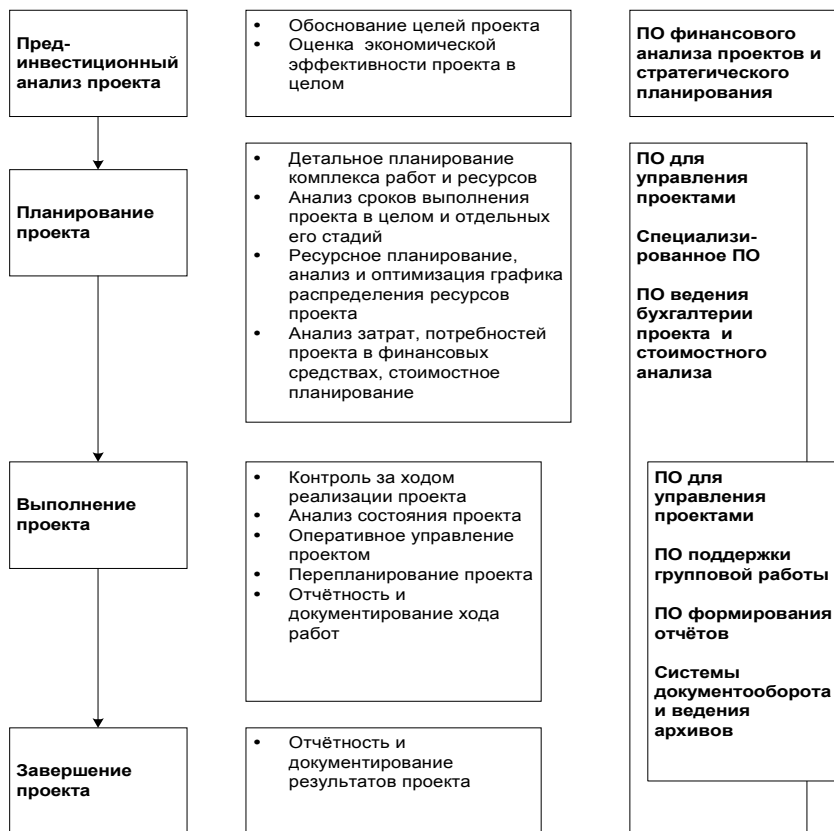 Пред-
инвестиционный
анализ проекта
• Обоснование целей проекта
• Оценка экономической
эффективности проекта в
целом
ПО финансового
анализа проектов и
стратегического
планирования
Планирование
проекта
• Детальное планирование
комплекса работ и ресурсов
• Анализ сроков выполнения
проекта в целом и отдельных
его стадий
• Ресурсное планирование,
анализ и оптимизация графика
распределения ресурсов
проекта
• Анализ затрат, потребностей
проекта в финансовых
средствах, стоимостное
планирование
ПО для
управления
проектами
Специализи-
рованное ПО
ПО ведения
бухгалтерии
проекта и
стоимостного
анализа
Выполнение
проекта
• Контроль за ходом
реализации проекта
• Анализ состояния проекта
• Оперативное управление
проектом
• Перепланирование проекта
• Отчётность и
документирование хода
работ
ПО для
управления
проектами
ПО поддержки
групповой работы
ПО формирования
отчётов
Системы
документооборота
и ведения
архивов
Завершение
проекта
• Отчётность и
документирование
результатов проекта